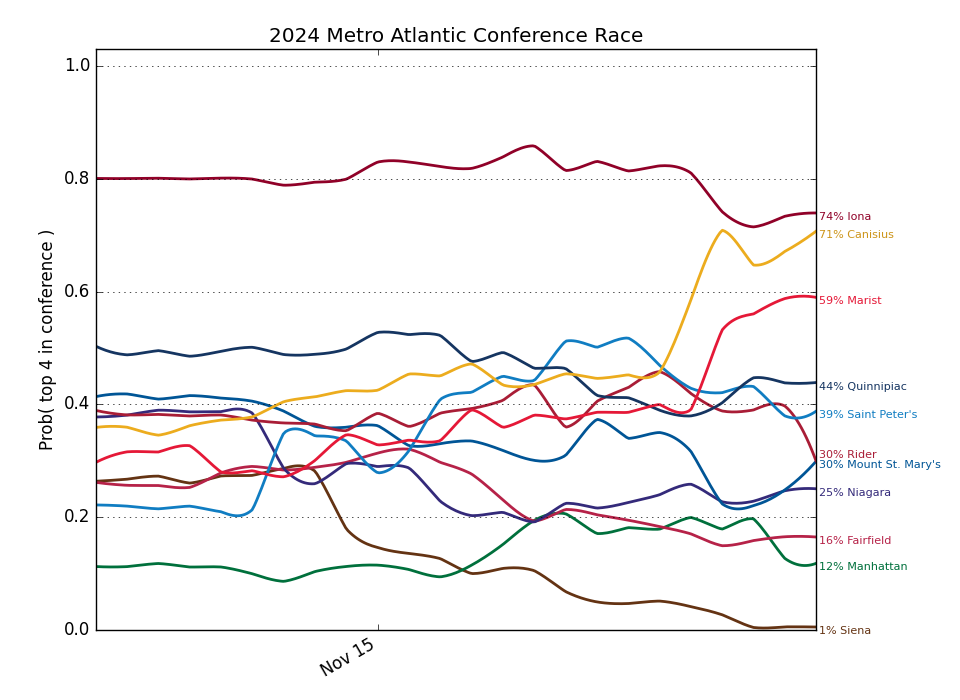 2024 Metro Atlantic Conference Race
1.0
0.8
0.6
0.4
0.2
0.0
Prob( top 4 in conference )
Nov 15
74% Iona
71% Canisius
59% Marist
44% Quinnipiac
39% Saint Peter's
30% Rider
30% Mount St. Mary's
25% Niagara
16% Fairfield
12% Manhattan
1% Siena